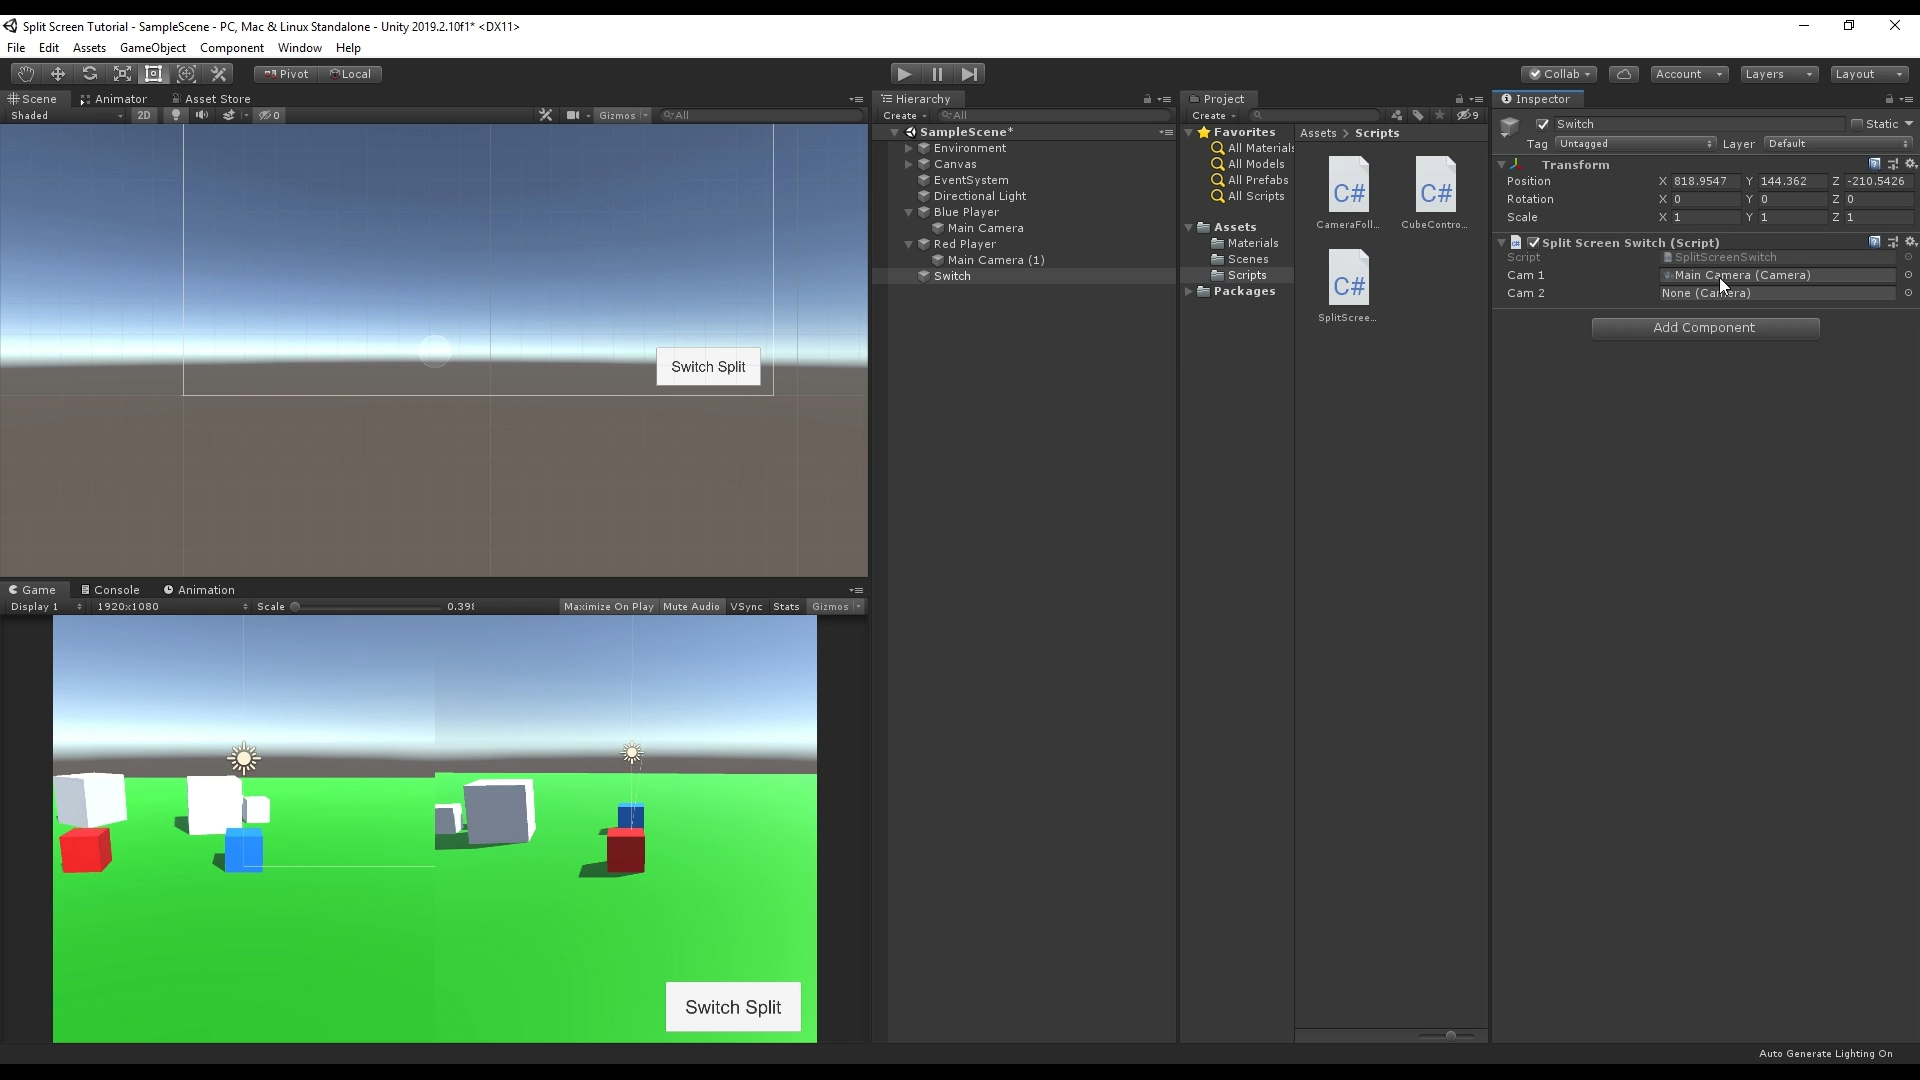 Split Screen Tutorial - SampleScene - PC, Mac & Linux Standalone - Unity 2019.2.10f1* <DX11>
File Edit Assets GameObject Component Window Help
Pivot Local
Collab Account Layers Layout
Scene Animator Asset Store
Shaded 2D 0 Gizmos All
Switch Split
Game Console Animation
Display 1 1920x1080 Scale 0.39 Maximize On Play Mute Audio VSync Stats Gizmos
Switch Split
Hierarchy
Create All
SampleScene*
Environment
Canvas
EventSystem
Directional Light
Blue Player
Main Camera
Red Player
Main Camera (1)
Switch
Project
Create 9
Favorites
All Materials
All Models
All Prefabs
All Scripts
Assets
Materials
Scenes
Scripts
Packages
Assets > Scripts
C#
CameraFoll...
C#
CubeContro...
C#
SplitScree...
Inspector
Switch Static
Tag Untagged Layer Default
Transform
Position X 818.9547 Y 144.362 Z -210.5426
Rotation X 0 Y 0 Z 0
Scale X 1 Y 1 Z 1
Split Screen Switch (Script)
Script SplitScreenSwitch
Cam 1 Main Camera (Camera)
Cam 2 None (Camera)
Add Component
Auto Generate Lighting On